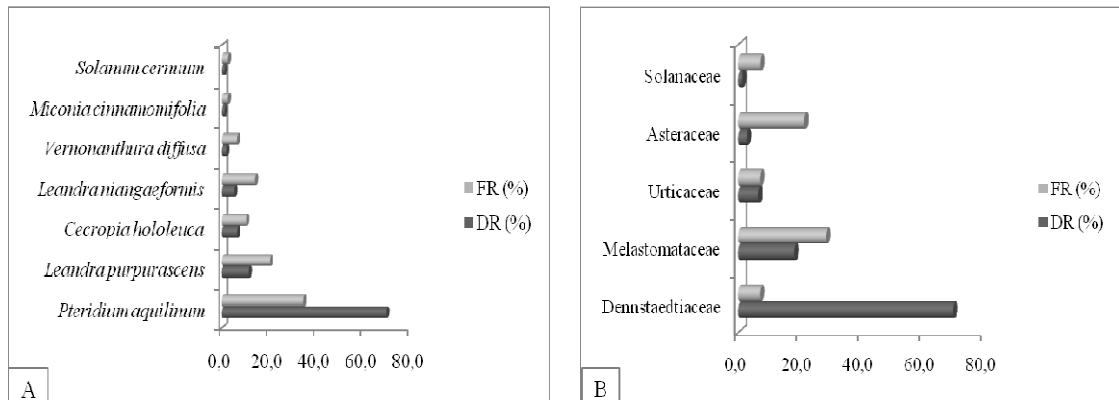 Solanum cernuum
Miconia cinnamomifolia
Vernonanthura diffusa
Leandra niangaeformis
Cecropia hololeuca
Leandra purpurascens
Pteridium aquilinum
0,0 20,0 40,0 60,0 80,0
FR (%)
DR (%)
A
Solanaceae
Asteraceae
Urticaceae
Melastomataceae
Dennstaedtiaceae
0,0 20,0 40,0 60,0 80,0
FR (%)
DR (%)
B